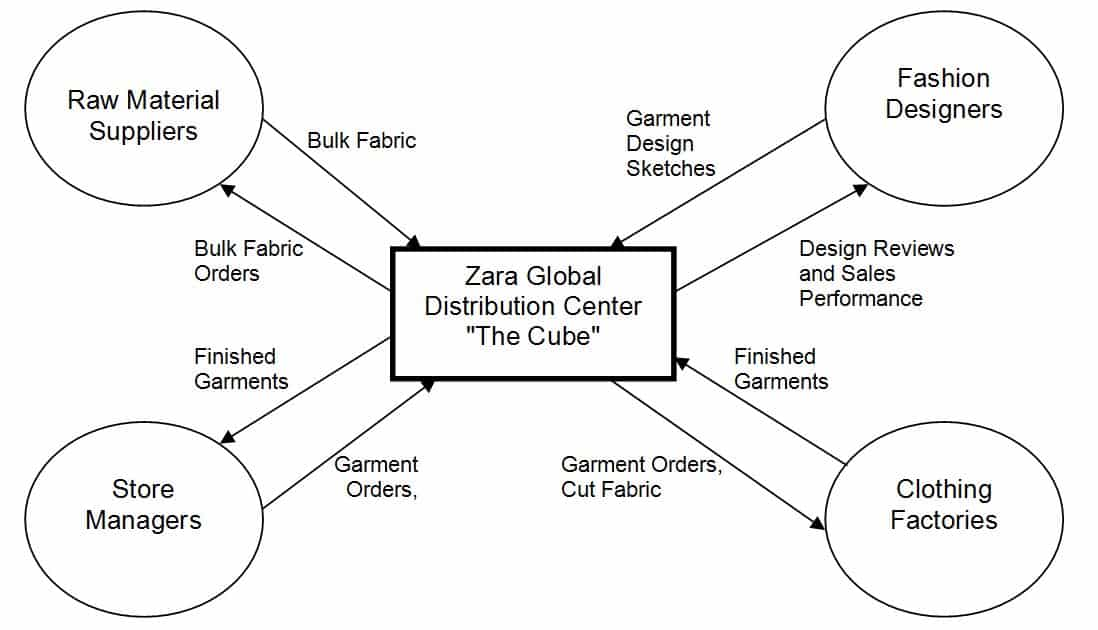 Raw Material
Suppliers
Fashion
Designers
Bulk Fabric
Garment
Design
Sketches
Bulk Fabric
Orders
Zara Global
Distribution Center
"The Cube"
Design Reviews
and Sales
Performance
Finished
Garments
Finished
Garments
Garment
Orders,
Garment Orders,
Cut Fabric
Store
Managers
Clothing
Factories